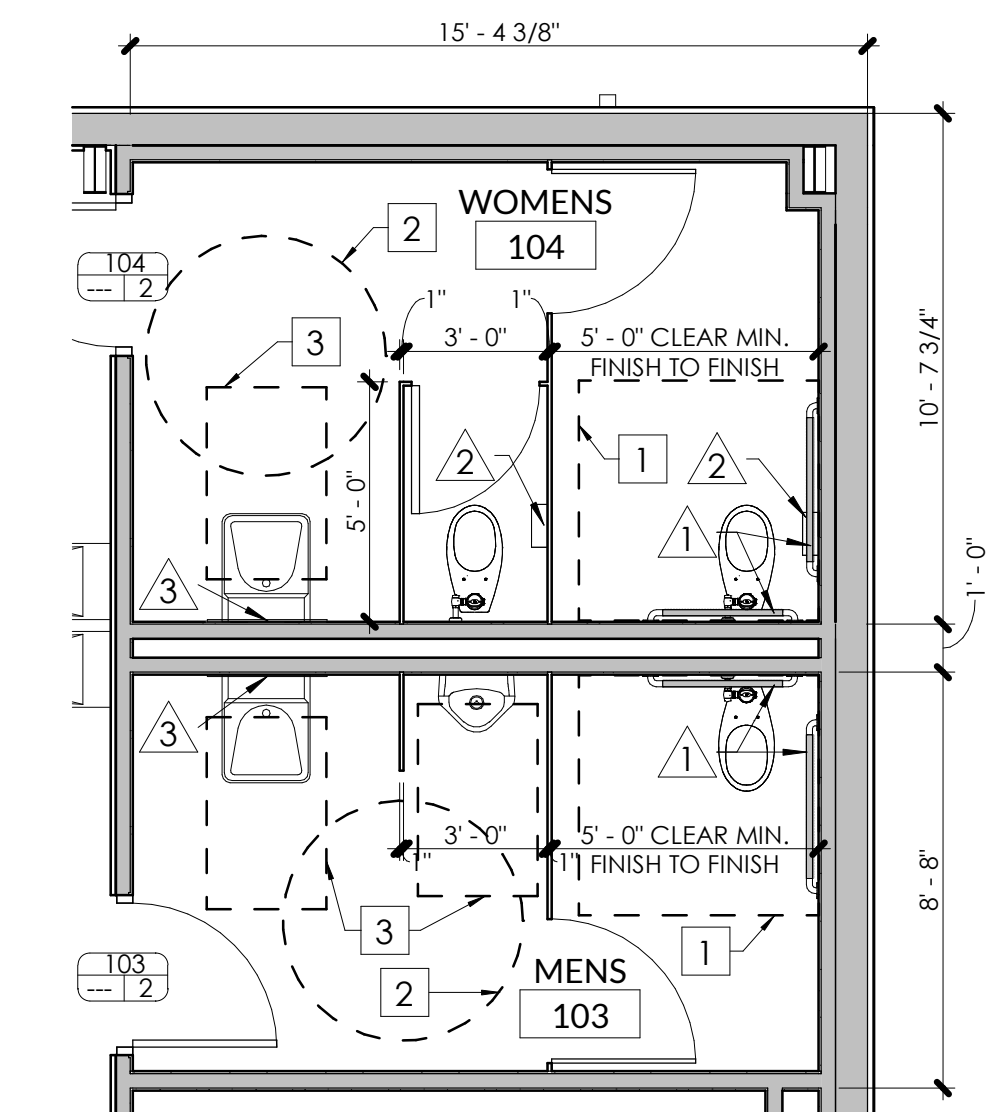 15' - 4 3/8"
WOMENS
104
2
104
--- 2
3
1" 1"
3' - 0" 5' - 0" CLEAR MIN.
FINISH TO FINISH
10' - 7 3/4"
2
1
2
5' - 0"
1
3
1' - 0"
3
1
3' - 0" 5' - 0" CLEAR MIN.
1" 1" FINISH TO FINISH
8' - 8"
3
1
103
--- 2
MENS
2
103